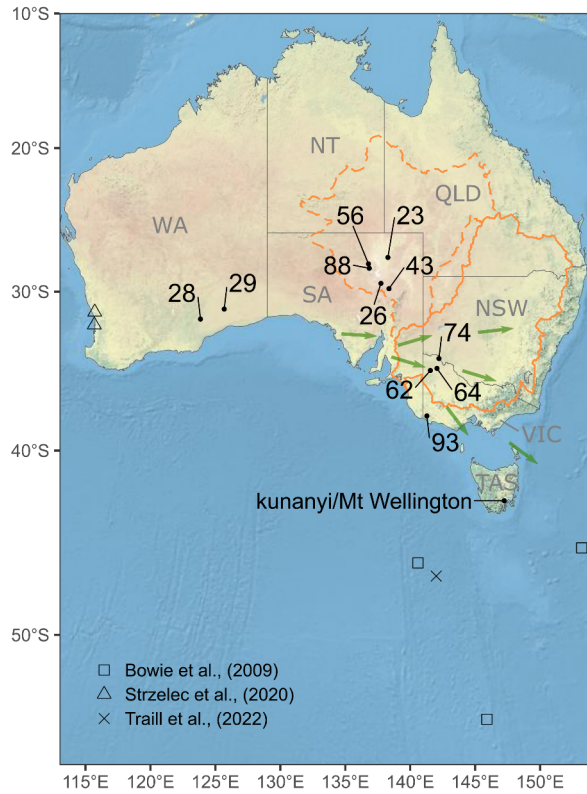 10°S
20°S
30°S
40°S
50°S
NT
QLD
WA
56
23
88
43
28
29
SA
26
NSW
74
62
64
93
VIC
TAS
kunanyi/Mt Wellington
Bowie et al., (2009)
Strzelec et al., (2020)
Traill et al., (2022)
115°E 120°E 125°E 130°E 135°E 140°E 145°E 150°E